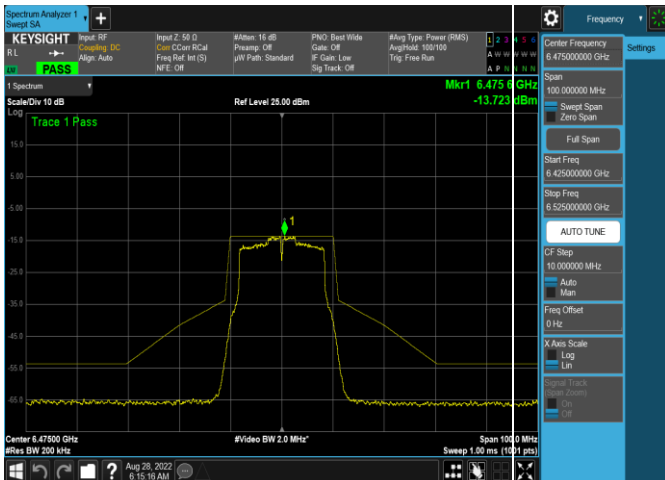 Spectrum Analyzer 1
Swept SA
+
Frequency
KEYSIGHT
RL
LV
PASS
Input: RF
Coupling: DC
Align: Auto
Input Z: 50 Ω
Corr CCorr RCal
Freq Ref: Int (S)
NFE: Off
#Atten: 16 dB
Preamp: Off
µW Path: Standard
PNO: Best Wide
Gate: Off
IF Gain: Low
Sig Track: Off
#Avg Type: Power (RMS)
Avg|Hold: 100/100
Trig: Free Run
1 2 3 4 5 6
A W W W W W
A P N N N N
1 Spectrum
Scale/Div 10 dB
Log
Ref Level 25.00 dBm
Mkr1 6.475 6 GHz
-13.723 dBm
Trace 1 Pass
15.0
5.00
-5.00
-15.0
-25.0
-35.0
-45.0
-55.0
-65.0
1
Center 6.47500 GHz
#Res BW 200 kHz
#Video BW 2.0 MHz*
Span 100.0 MHz
Sweep 1.00 ms (1001 pts)
Aug 28, 2022
6:15:16 AM
?
Center Frequency
6.475000000 GHz
Settings
Span
100.000000 MHz
Swept Span
Zero Span
Full Span
Start Freq
6.425000000 GHz
Stop Freq
6.525000000 GHz
AUTO TUNE
CF Step
10.000000 MHz
Auto
Man
Freq Offset
0 Hz
X Axis Scale
Log
Lin
Signal Track
(Span Zoom)
On
Off